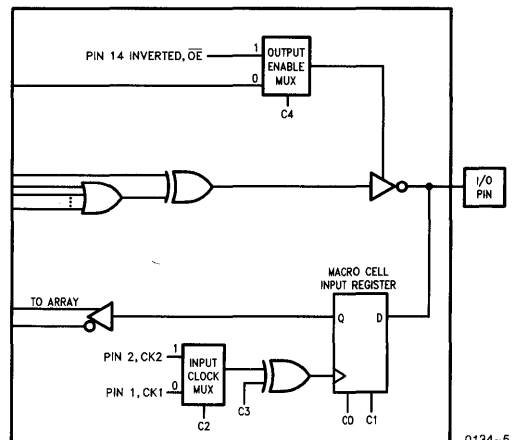 PIN 14 INVERTED, OE
1
0
OUTPUT
ENABLE
MUX
C4
I/O
PIN
MACRO CELL
INPUT REGISTER
TO ARRAY
Q
D
PIN 2, CK2
1
PIN 1, CK1
0
INPUT
CLOCK
MUX
C2
C3
C0
C1
0134-5